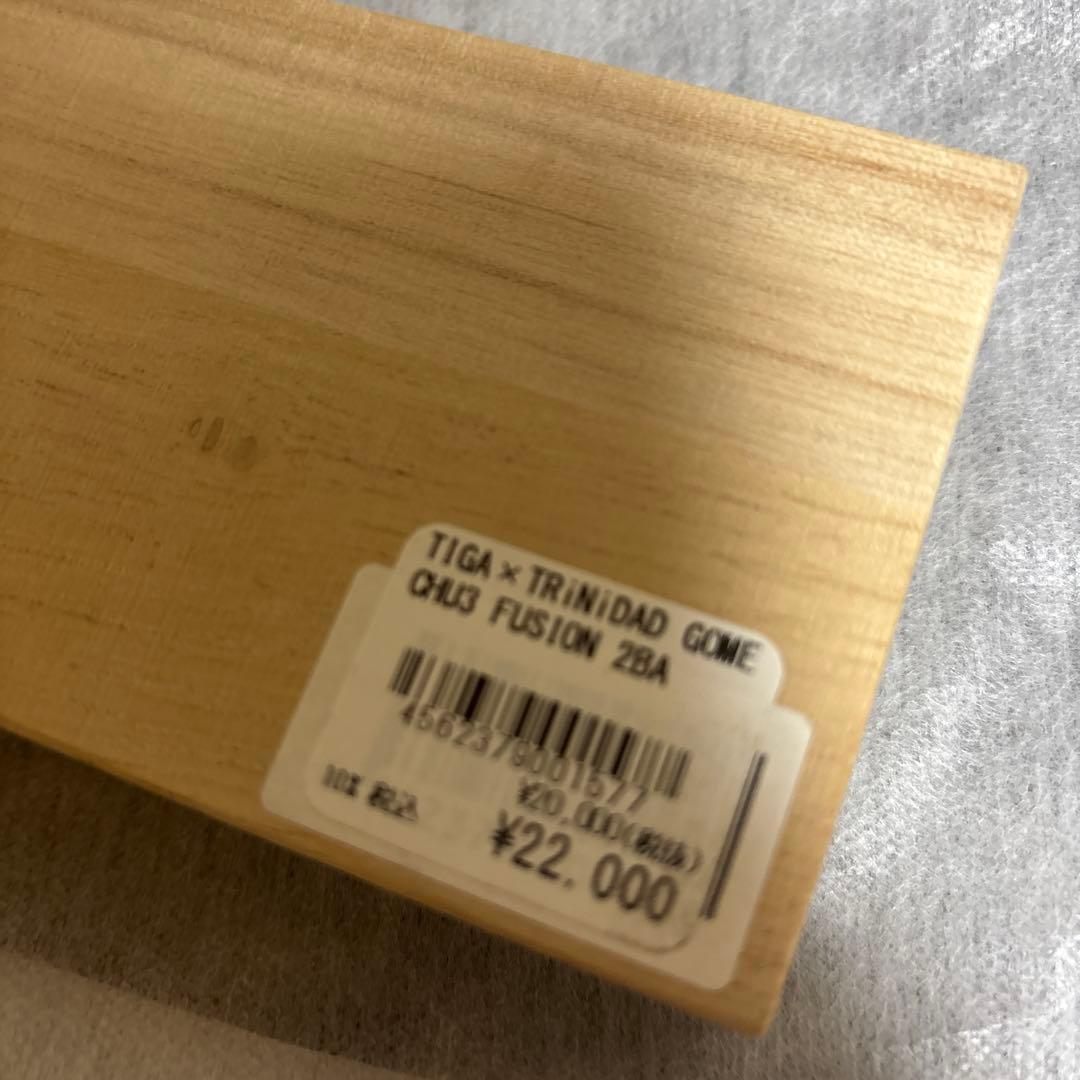 TIGA×TRiNiDAD GOME
CHU3 FUSION 2BA
4562379001577
¥20,000(税抜)
10% 税込
¥22,000